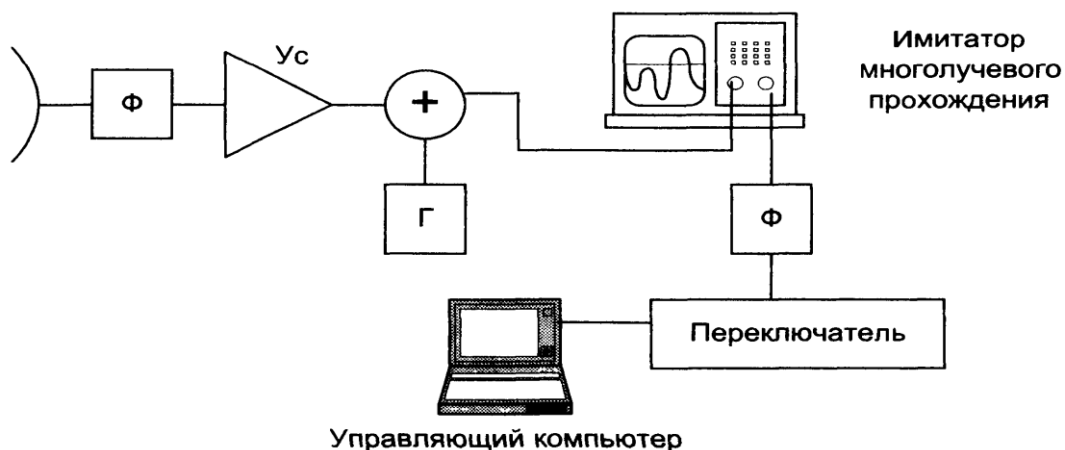 Ус
Имитатор
многолучевого
прохождения
Ф
+
Г
Ф
Переключатель
Управляющий компьютер